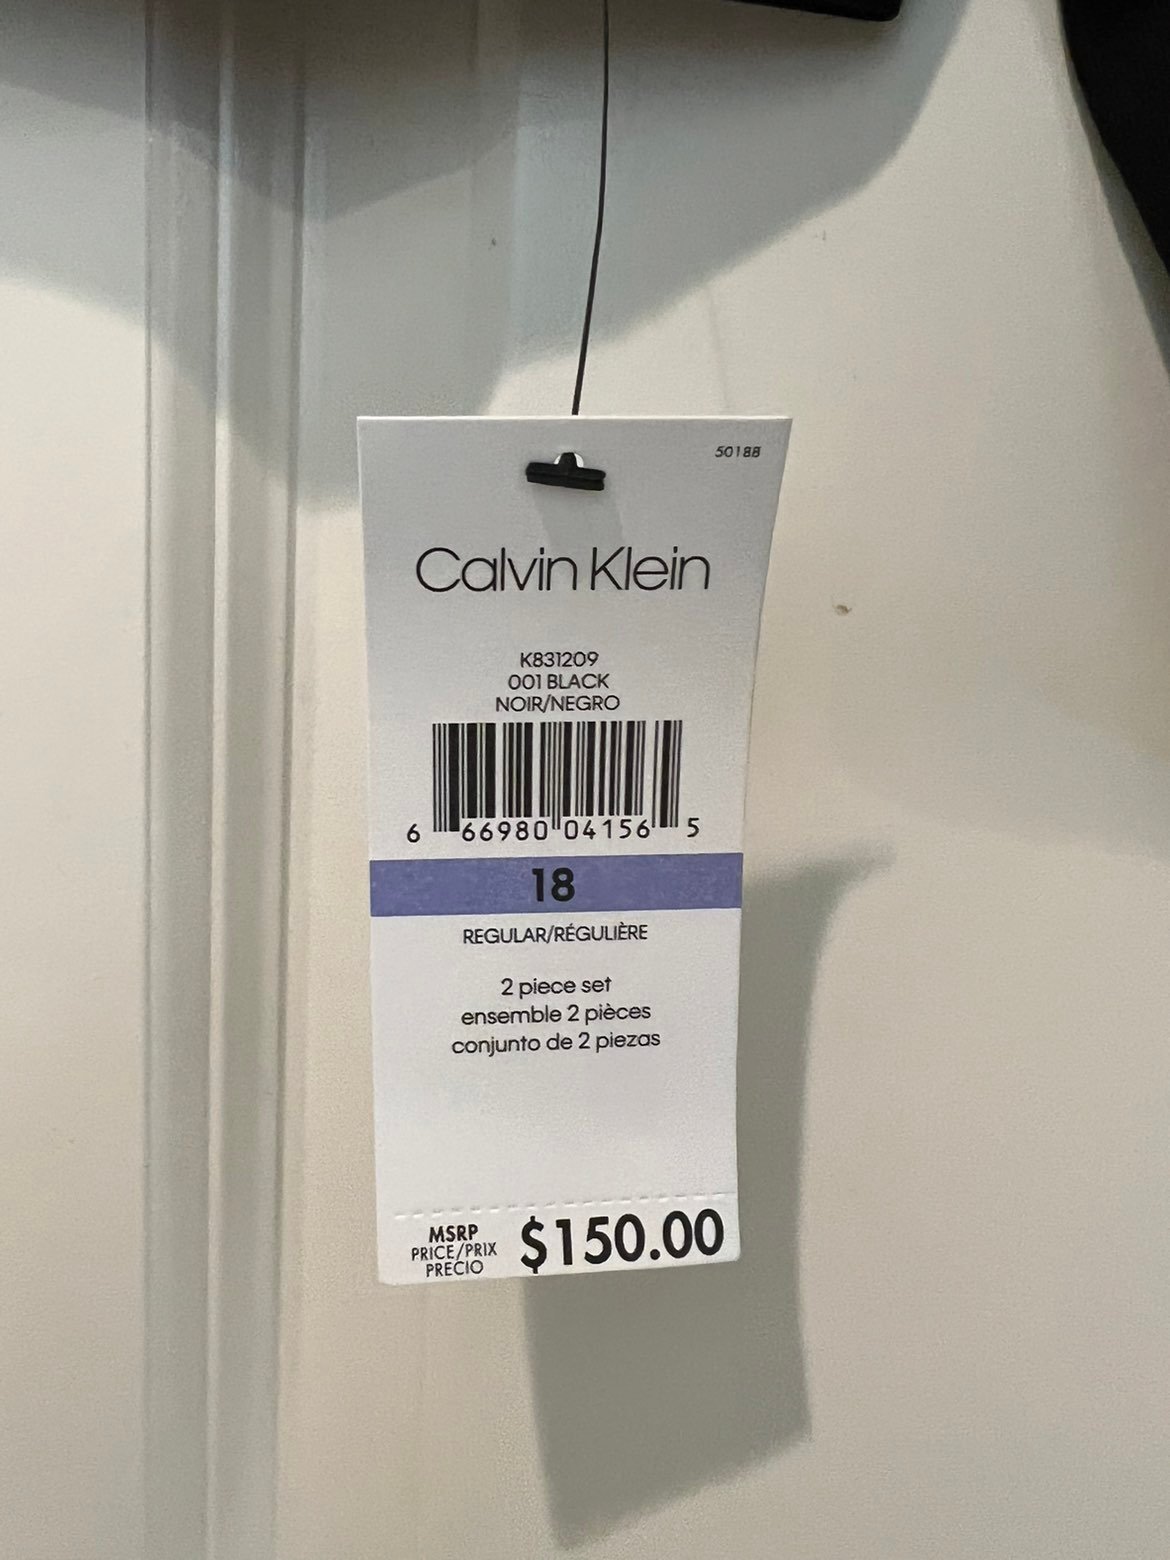 50188
Calvin Klein
K831209
001 BLACK
NOIR/NEGRO
6 66980 04156 5
18
REGULAR/RÉGULIÈRE
2 piece set
ensemble 2 pièces
conjunto de 2 piezas
MSRP
PRICE/PRIX
PRECIO
$150.00